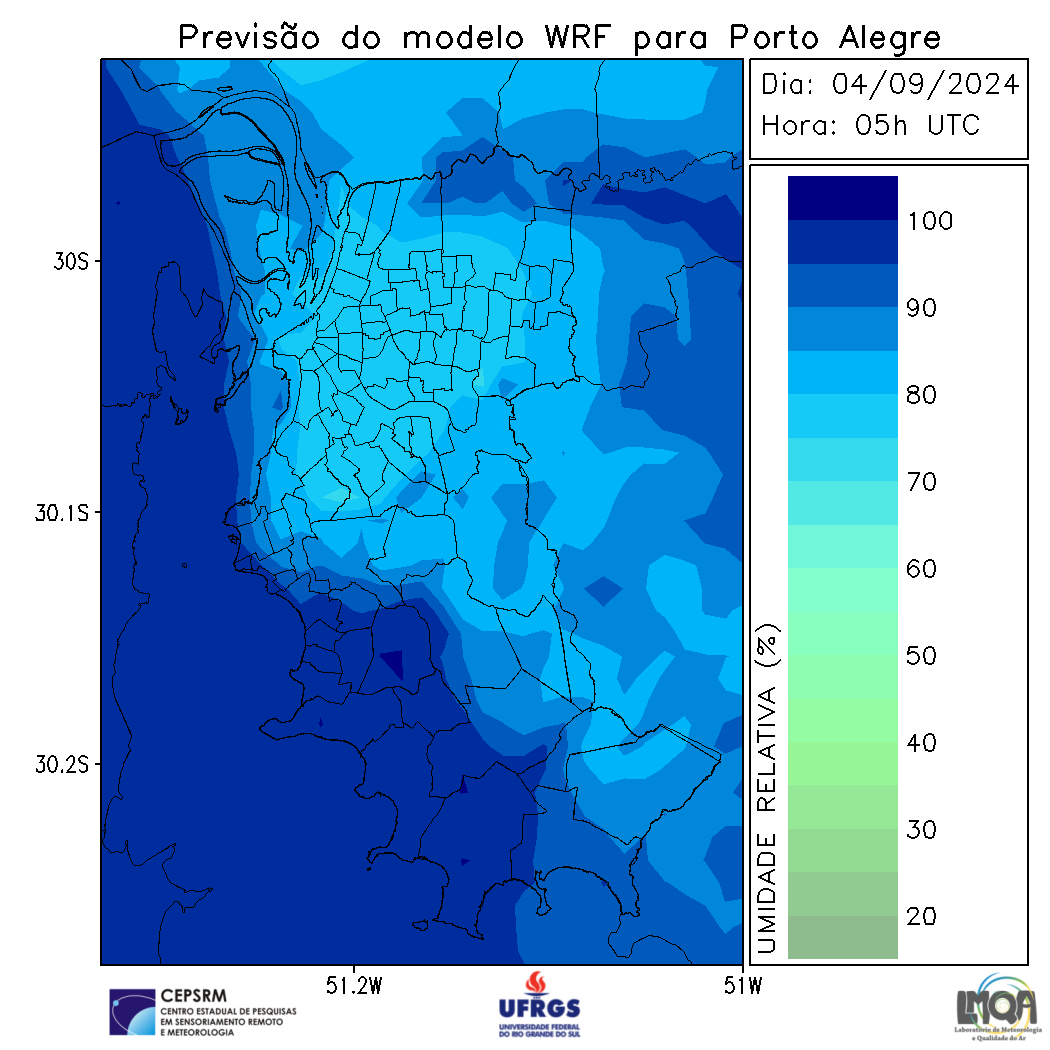 Previsão do modelo WRF para Porto Alegre
Dia: 04/09/2024
Hora: 05h UTC
100
90
80
70
60
50
40
30
20
UMIDADE RELATIVA (%)
30S
30.1S
30.2S
51.2W
51W
CEPSRM
CENTRO ESTADUAL DE PESQUISAS
EM SENSORIAMENTO REMOTO
E METEOROLOGIA
UFRGS
UNIVERSIDADE FEDERAL
DO RIO GRANDE DO SUL
LMQA
Laboratório de Meteorologia
e Qualidade do Ar